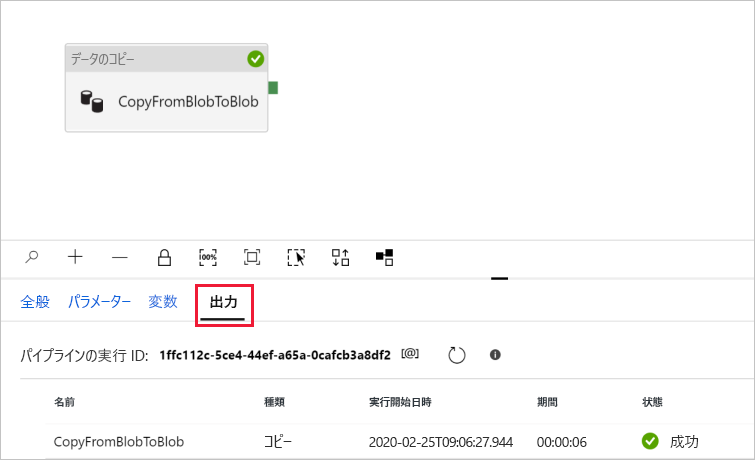 データのコピー
CopyFromBlobToBlob
100%
全般 パラメーター 変数 出力
パイプラインの実行 ID: 1ffc112c-5ce4-44ef-a65a-0cafcb3a8df2 [@]
名前 種類 実行開始日時 期間 状態
CopyFromBlobToBlob コピー 2020-02-25T09:06:27.944 00:00:06 成功